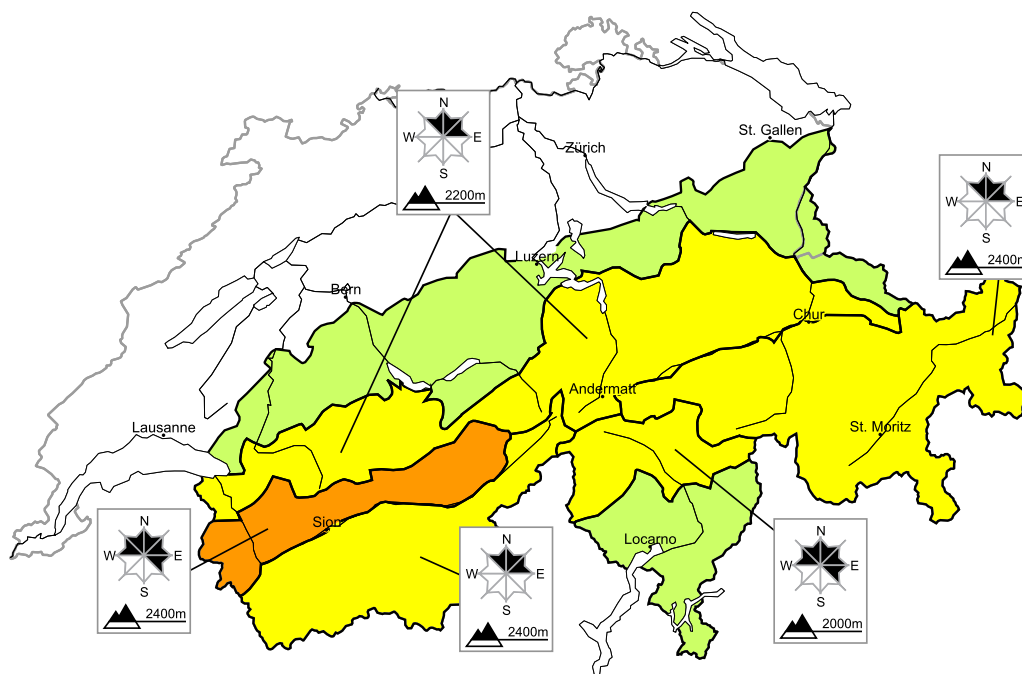 N
W E
S
2200m
St. Gallen
Zürich
N
W E
S
2400m
Luzern
Bern
Chur
Andermatt
Lausanne
St. Moritz
Sion
Locarno
N
W E
S
2400m
N
W E
S
2400m
N
W E
S
2000m